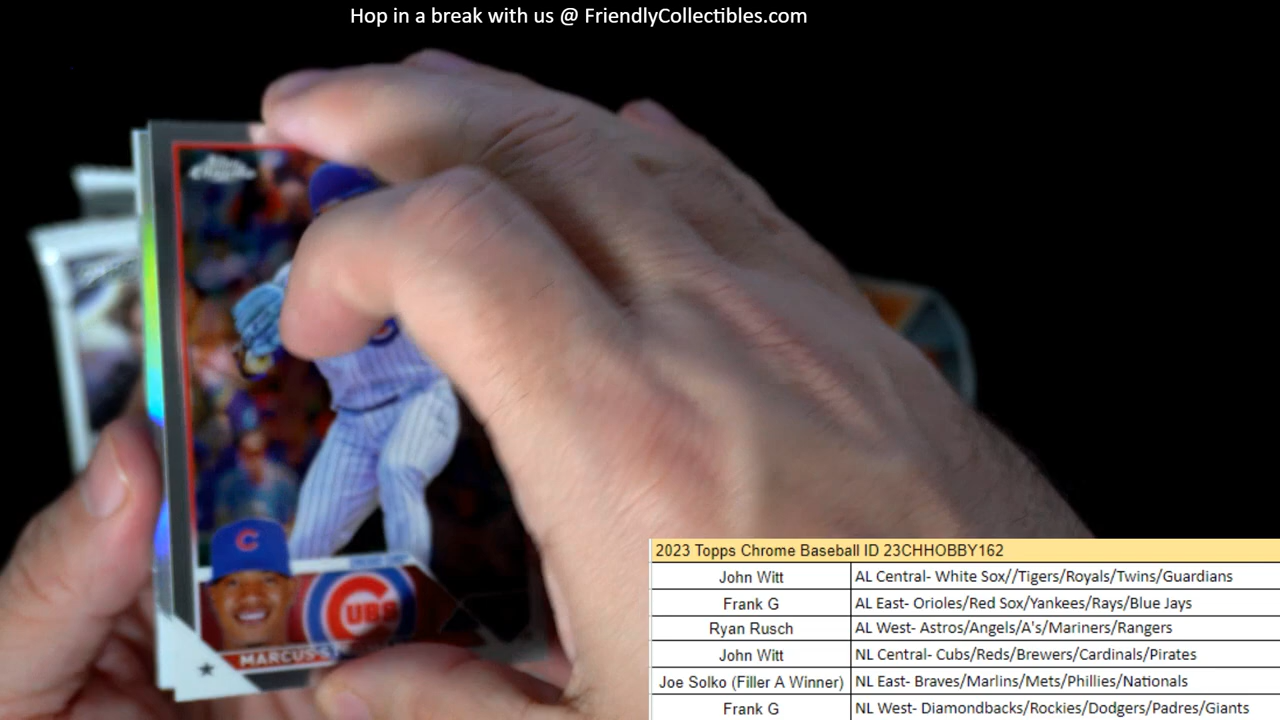 Hop in a break with us @ FriendlyCollectibles.com
Topps
Chrome
C
CUBS
MARCUS
2023 Topps Chrome Baseball ID 23CHHOBBY162
John Witt AL Central- White Sox//Tigers/Royals/Twins/Guardians
Frank G AL East- Orioles/Red Sox/Yankees/Rays/Blue Jays
Ryan Rusch AL West- Astros/Angels/A's/Mariners/Rangers
John Witt NL Central- Cubs/Reds/Brewers/Cardinals/Pirates
Joe Solko (Filler A Winner) NL East- Braves/Marlins/Mets/Phillies/Nationals
Frank G NL West- Diamondbacks/Rockies/Dodgers/Padres/Giants